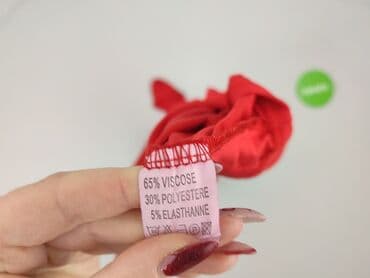 65% VISCOSE
30% POLYESTERE
5% ELASTHANNE